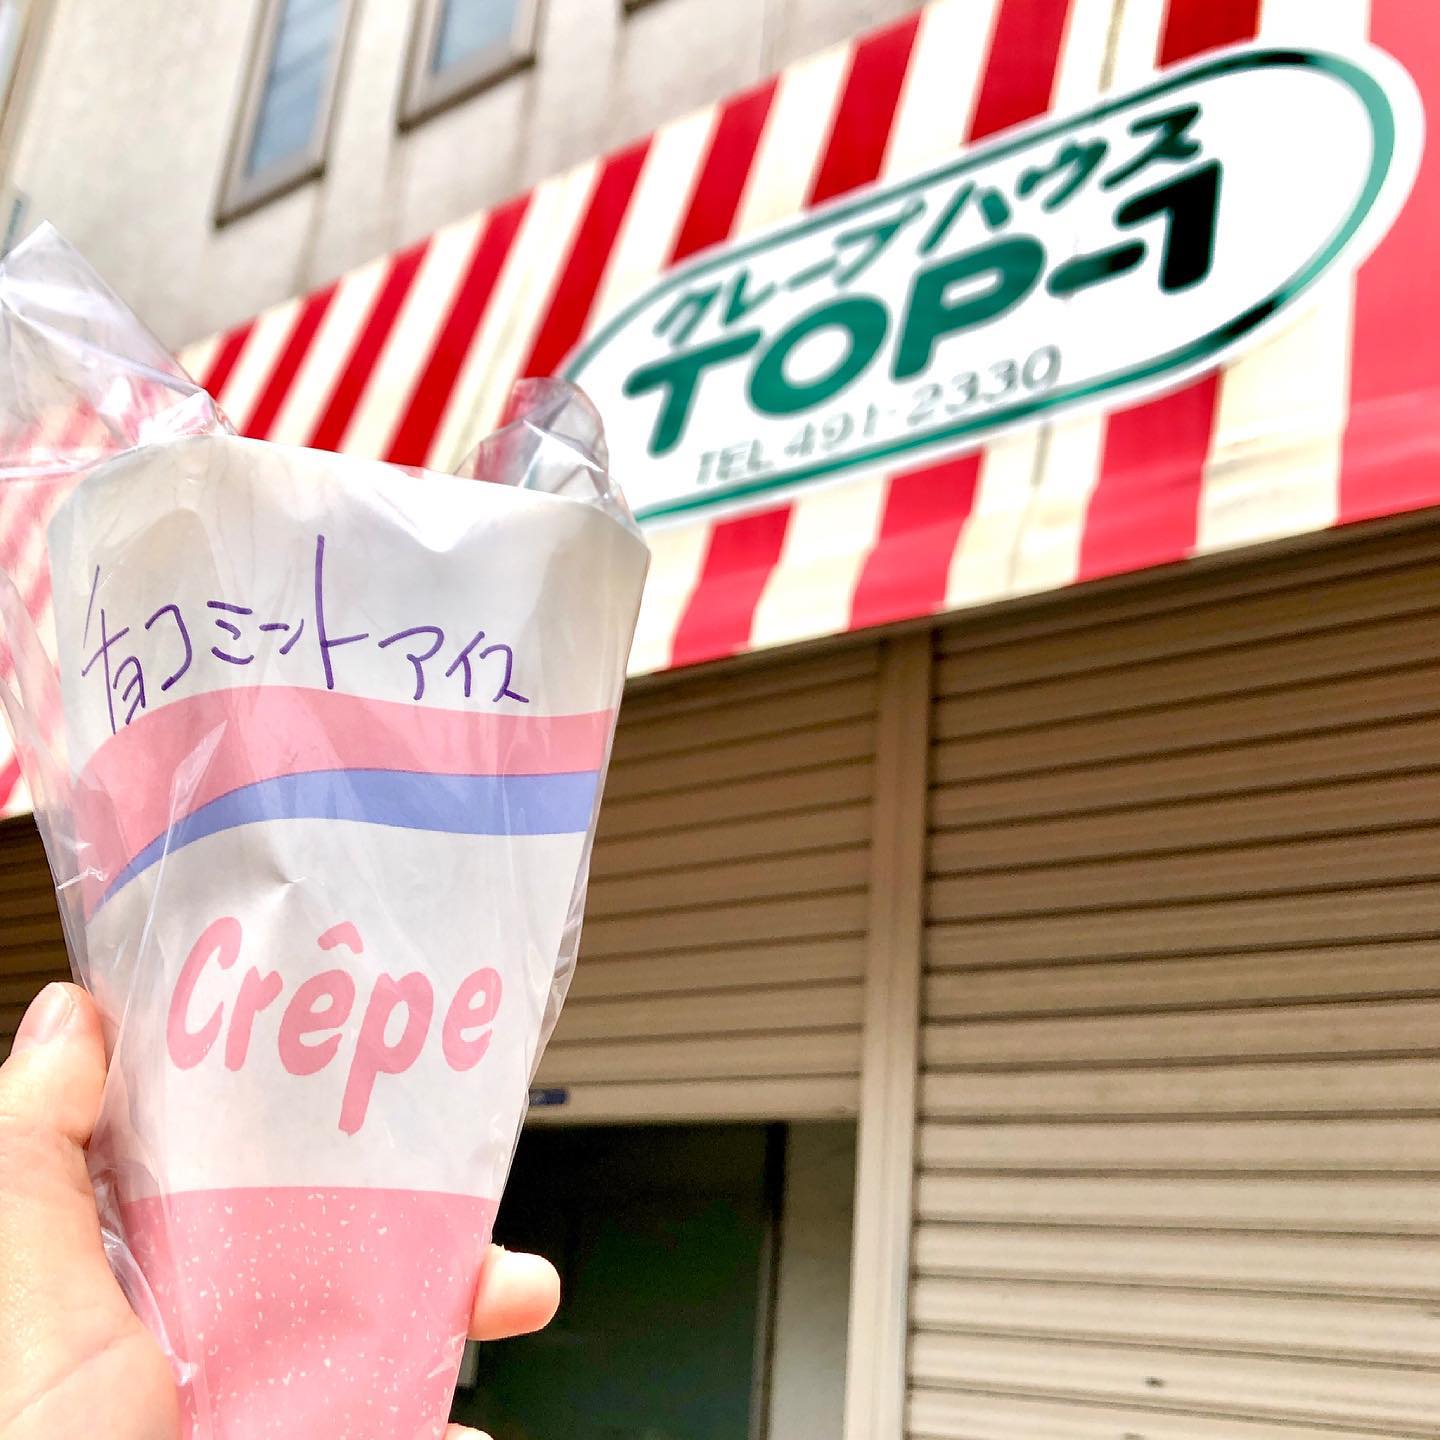 クレープハウス
TOP-1
TEL 491-2330
チョコミントアイス
Crêpe